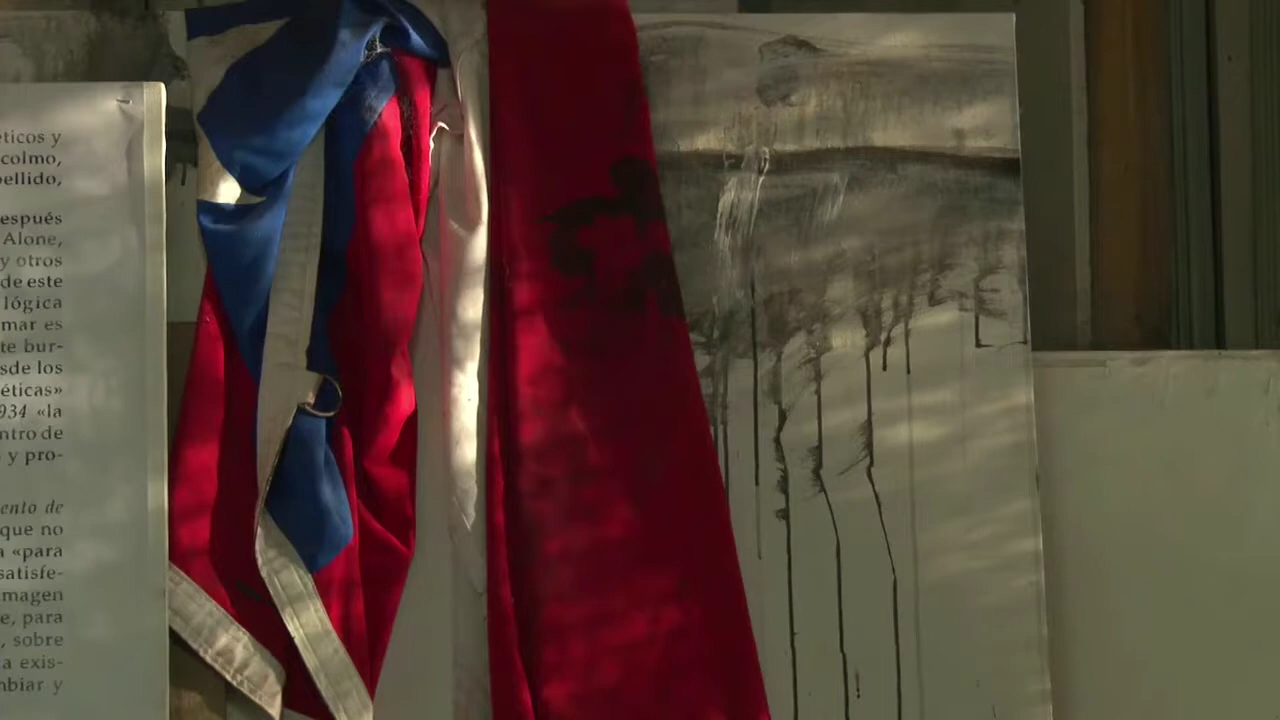 éticos y
colmo,
pellido,
espués
Alone,
y otros
de este
lógica
mar es
te bur-
sde los
éticas»
934 «la
ntro de
y pro-
ento de
que no
a «para
satisfe-
magen
e, para
, sobre
a exis-
mbiar y